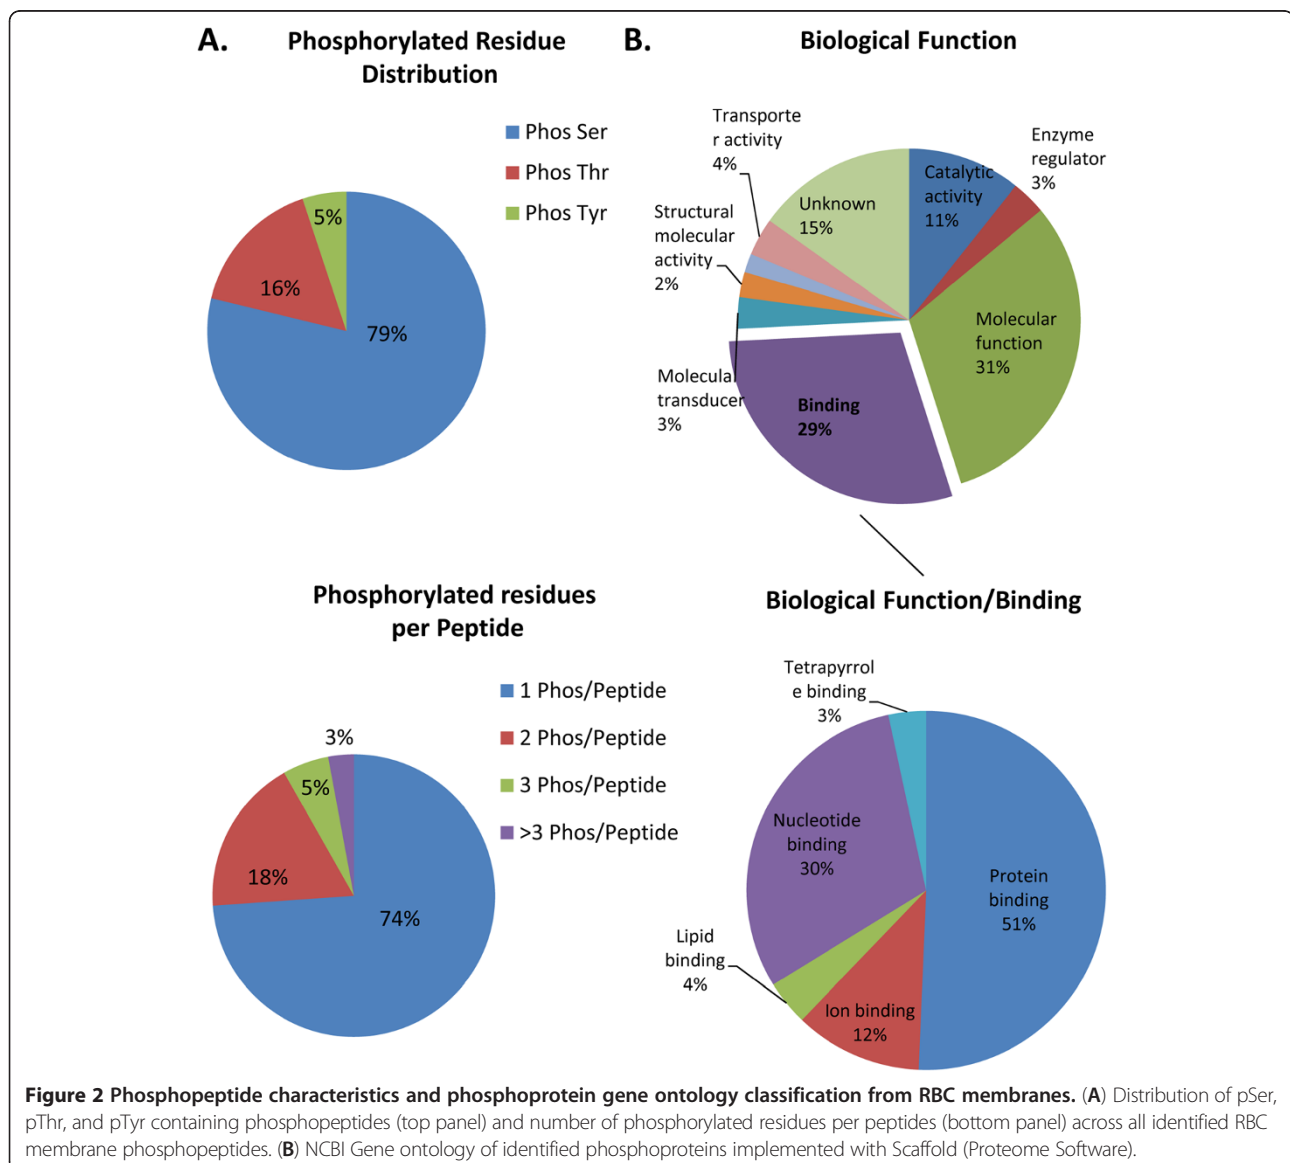 A. Phosphorylated Residue
Distribution
Phos Ser
Phos Thr
Phos Tyr
5%
16%
79%
B. Biological Function
Transporte
r activity
4%
Structural
molecular
activity
2%
Molecular
transducer
3%
Unknown
15%
Catalytic
activity
11%
Enzyme
regulator
3%
Molecular
function
31%
Binding
29%
Phosphorylated residues
per Peptide
1 Phos/Peptide
2 Phos/Peptide
3 Phos/Peptide
>3 Phos/Peptide
3%
5%
18%
74%
Biological Function/Binding
Tetrapyrrol
e binding
3%
Nucleotide
binding
30%
Protein
binding
51%
Lipid
binding
4%
Ion binding
12%
Figure 2 Phosphopeptide characteristics and phosphoprotein gene ontology classification from RBC membranes. (A) Distribution of pSer,
pThr, and pTyr containing phosphopeptides (top panel) and number of phosphorylated residues per peptides (bottom panel) across all identified RBC
membrane phosphopeptides. (B) NCBI Gene ontology of identified phosphoproteins implemented with Scaffold (Proteome Software).